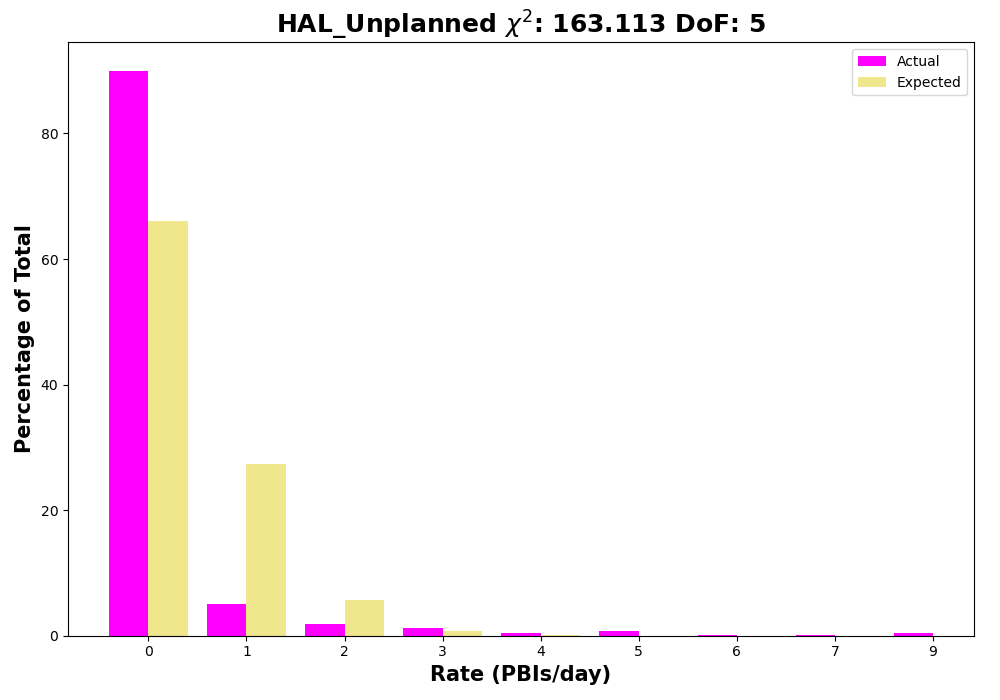 HAL_Unplanned χ²: 163.113 DoF: 5
Actual
Expected
Percentage of Total
80
60
40
20
0
0 1 2 3 4 5 6 7 9
Rate (PBIs/day)